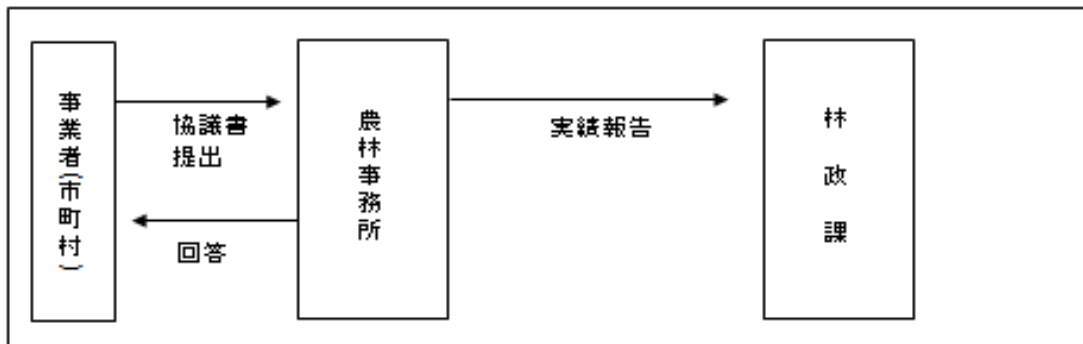 事業者(市町村)
協議書
提出
回答
農林事務所
実績報告
林政課